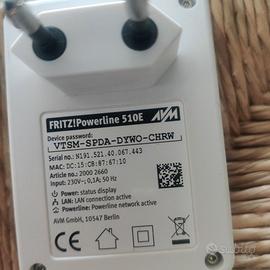 FRITZ!Powerline 510E
AVM
Device password:
VTSM-SPDA-DYWO-CHRW
Serial no.: N191.521.40.067.443
MAC: DC:15:C8:87:67:10
Article no.: 2000 2660
Input: 230V~; 0,1A; 50 Hz
Power: status display
LAN: LAN connection active
Powerline network active
AVM GmbH, 10547 Berlin
CE
subito